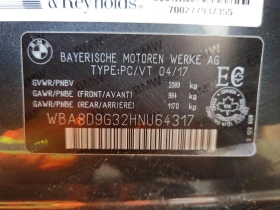 & Reynolds®
BAYERISCHE MOTOREN WERKE AG
TYPE:PC/VT 04/17
GVWR/PNBV 2089 kg
GAWR/PNBE (FRONT/AVANT) 984 kg
GAWR/PNBE (REAR/ARRIERE) 1170 kg
WBA8D9G32HNU64317